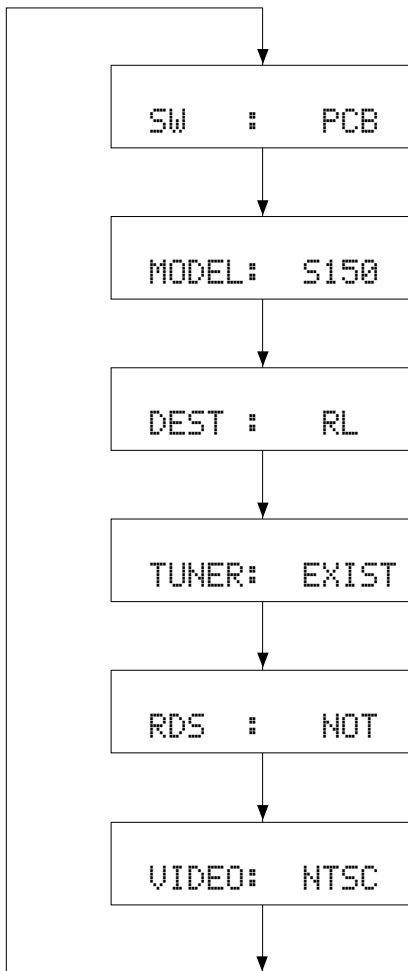 SW : PCB
MODEL: S150
DEST : RL
TUNER: EXIST
RDS : NOT
VIDEO: NTSC